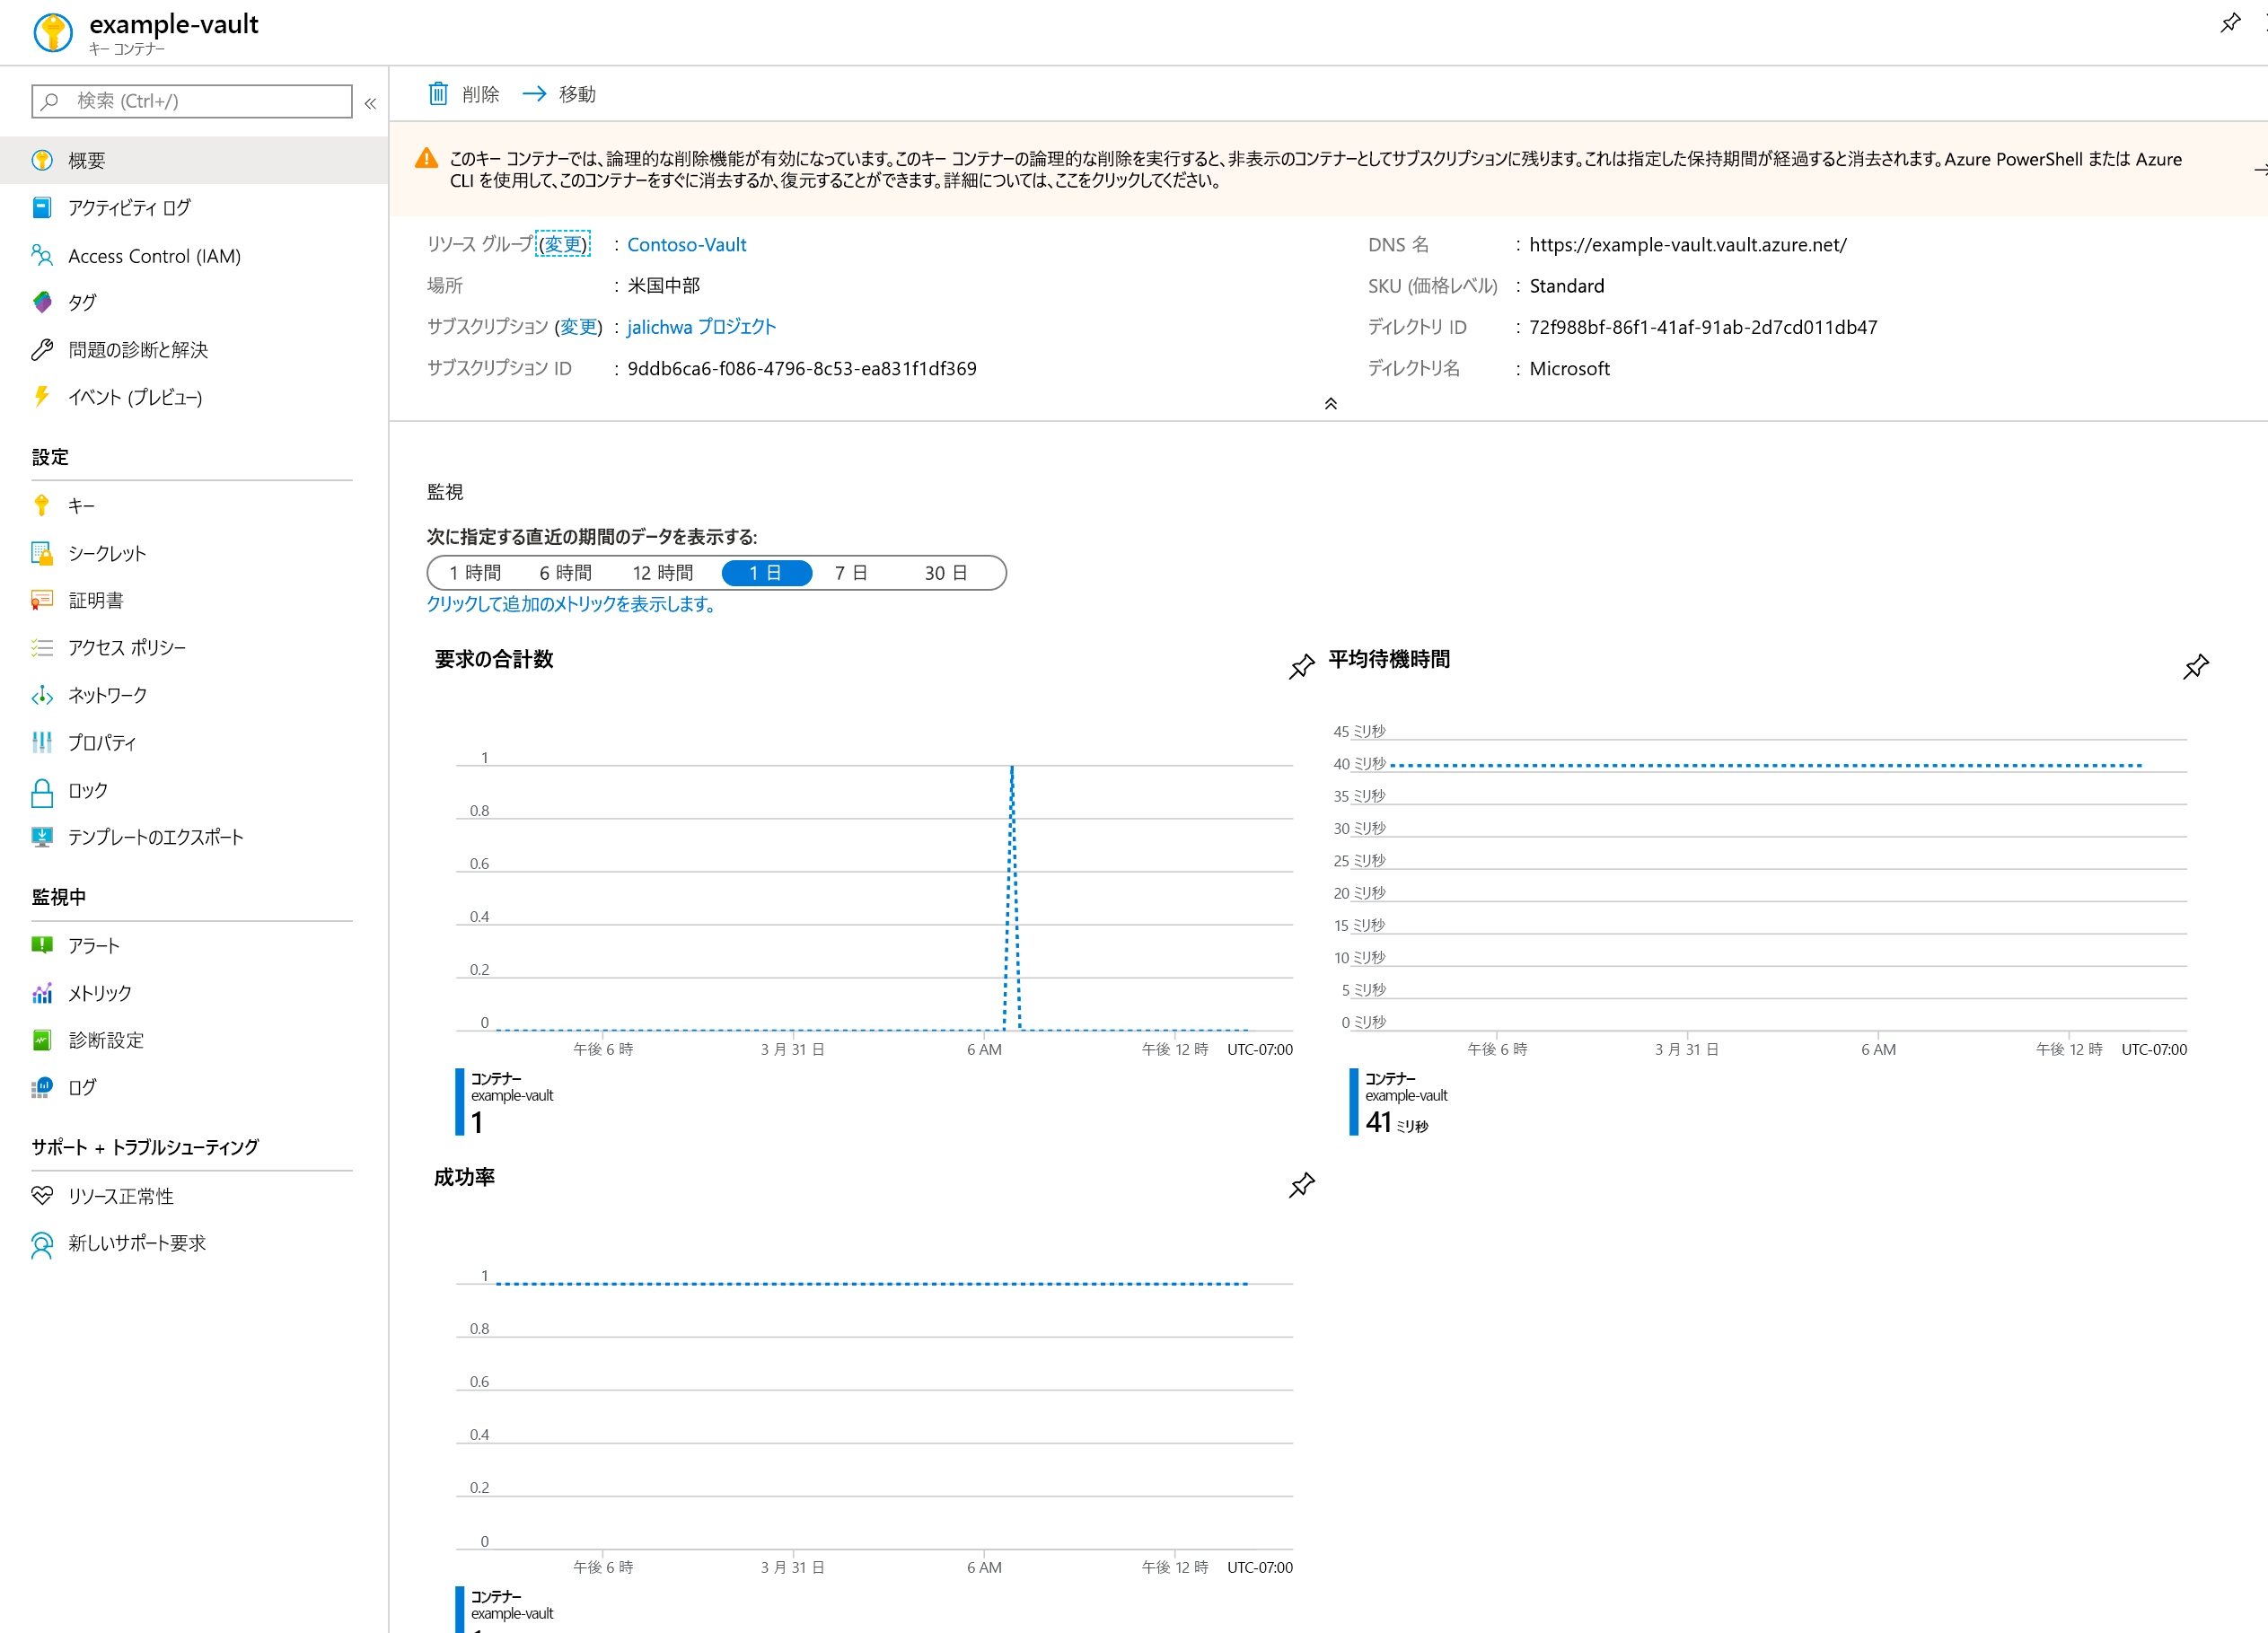 example-vault
キー コンテナー
検索 (Ctrl+/)
概要
アクティビティ ログ
Access Control (IAM)
タグ
問題の診断と解決
イベント (プレビュー)
設定
キー
シークレット
証明書
アクセス ポリシー
ネットワーク
プロパティ
ロック
テンプレートのエクスポート
監視中
アラート
メトリック
診断設定
ログ
サポート + トラブルシューティング
リソース正常性
新しいサポート要求
削除 移動
このキー コンテナーでは、論理的な削除機能が有効になっています。このキー コンテナーの論理的な削除を実行すると、非表示のコンテナーとしてサブスクリプションに残ります。これは指定した保持期間が経過すると消去されます。Azure PowerShell または Azure
CLI を使用して、このコンテナーをすぐに消去するか、復元することができます。詳細については、ここをクリックしてください。
リソース グループ (変更) : Contoso-Vault
場所 : 米国中部
サブスクリプション (変更) : jalichwa プロジェクト
サブスクリプション ID : 9ddb6ca6-f086-4796-8c53-ea831f1df369
DNS 名 : https://example-vault.vault.azure.net/
SKU (価格レベル) : Standard
ディレクトリ ID : 72f988bf-86f1-41af-91ab-2d7cd011db47
ディレクトリ名 : Microsoft
監視
次に指定する直近の期間のデータを表示する:
1 時間 6 時間 12 時間 1 日 7 日 30 日
クリックして追加のメトリックを表示します。
要求の合計数
1
0.8
0.6
0.4
0.2
0
午後 6 時 3 月 31 日 6 AM 午後 12 時 UTC-07:00
コンテナー
example-vault
1
平均待機時間
45 ミリ秒
40 ミリ秒
35 ミリ秒
30 ミリ秒
25 ミリ秒
20 ミリ秒
15 ミリ秒
10 ミリ秒
5 ミリ秒
0 ミリ秒
午後 6 時 3 月 31 日 6 AM 午後 12 時 UTC-07:00
コンテナー
example-vault
41 ミリ秒
成功率
1
0.8
0.6
0.4
0.2
0
午後 6 時 3 月 31 日 6 AM 午後 12 時 UTC-07:00
コンテナー
example-vault